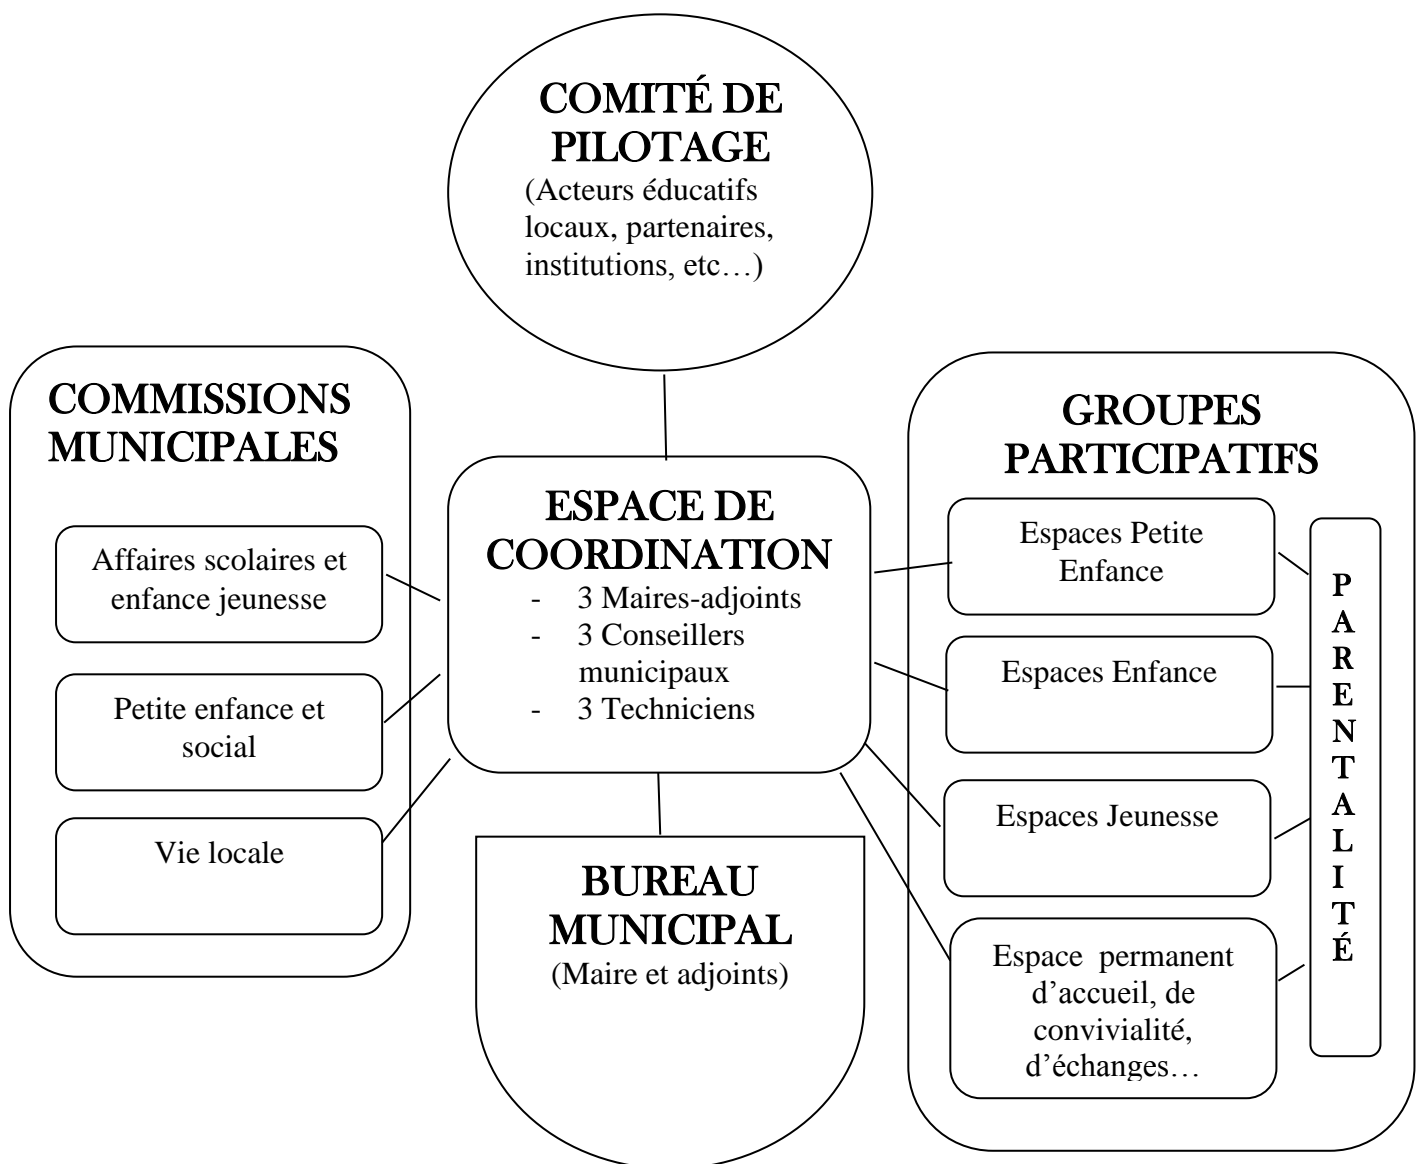 COMITÉ DE
PILOTAGE
(Acteurs éducatifs
locaux, partenaires,
institutions, etc…)
COMMISSIONS
MUNICIPALES
Affaires scolaires et
enfance jeunesse
Petite enfance et
social
Vie locale
ESPACE DE
COORDINATION
- 3 Maires-adjoints
- 3 Conseillers
municipaux
- 3 Techniciens
BUREAU
MUNICIPAL
(Maire et adjoints)
GROUPES
PARTICIPATIFS
Espaces Petite
Enfance
Espaces Enfance
Espaces Jeunesse
Espace permanent
d’accueil, de
convivialité,
d’échanges…
PARENTALITÉ